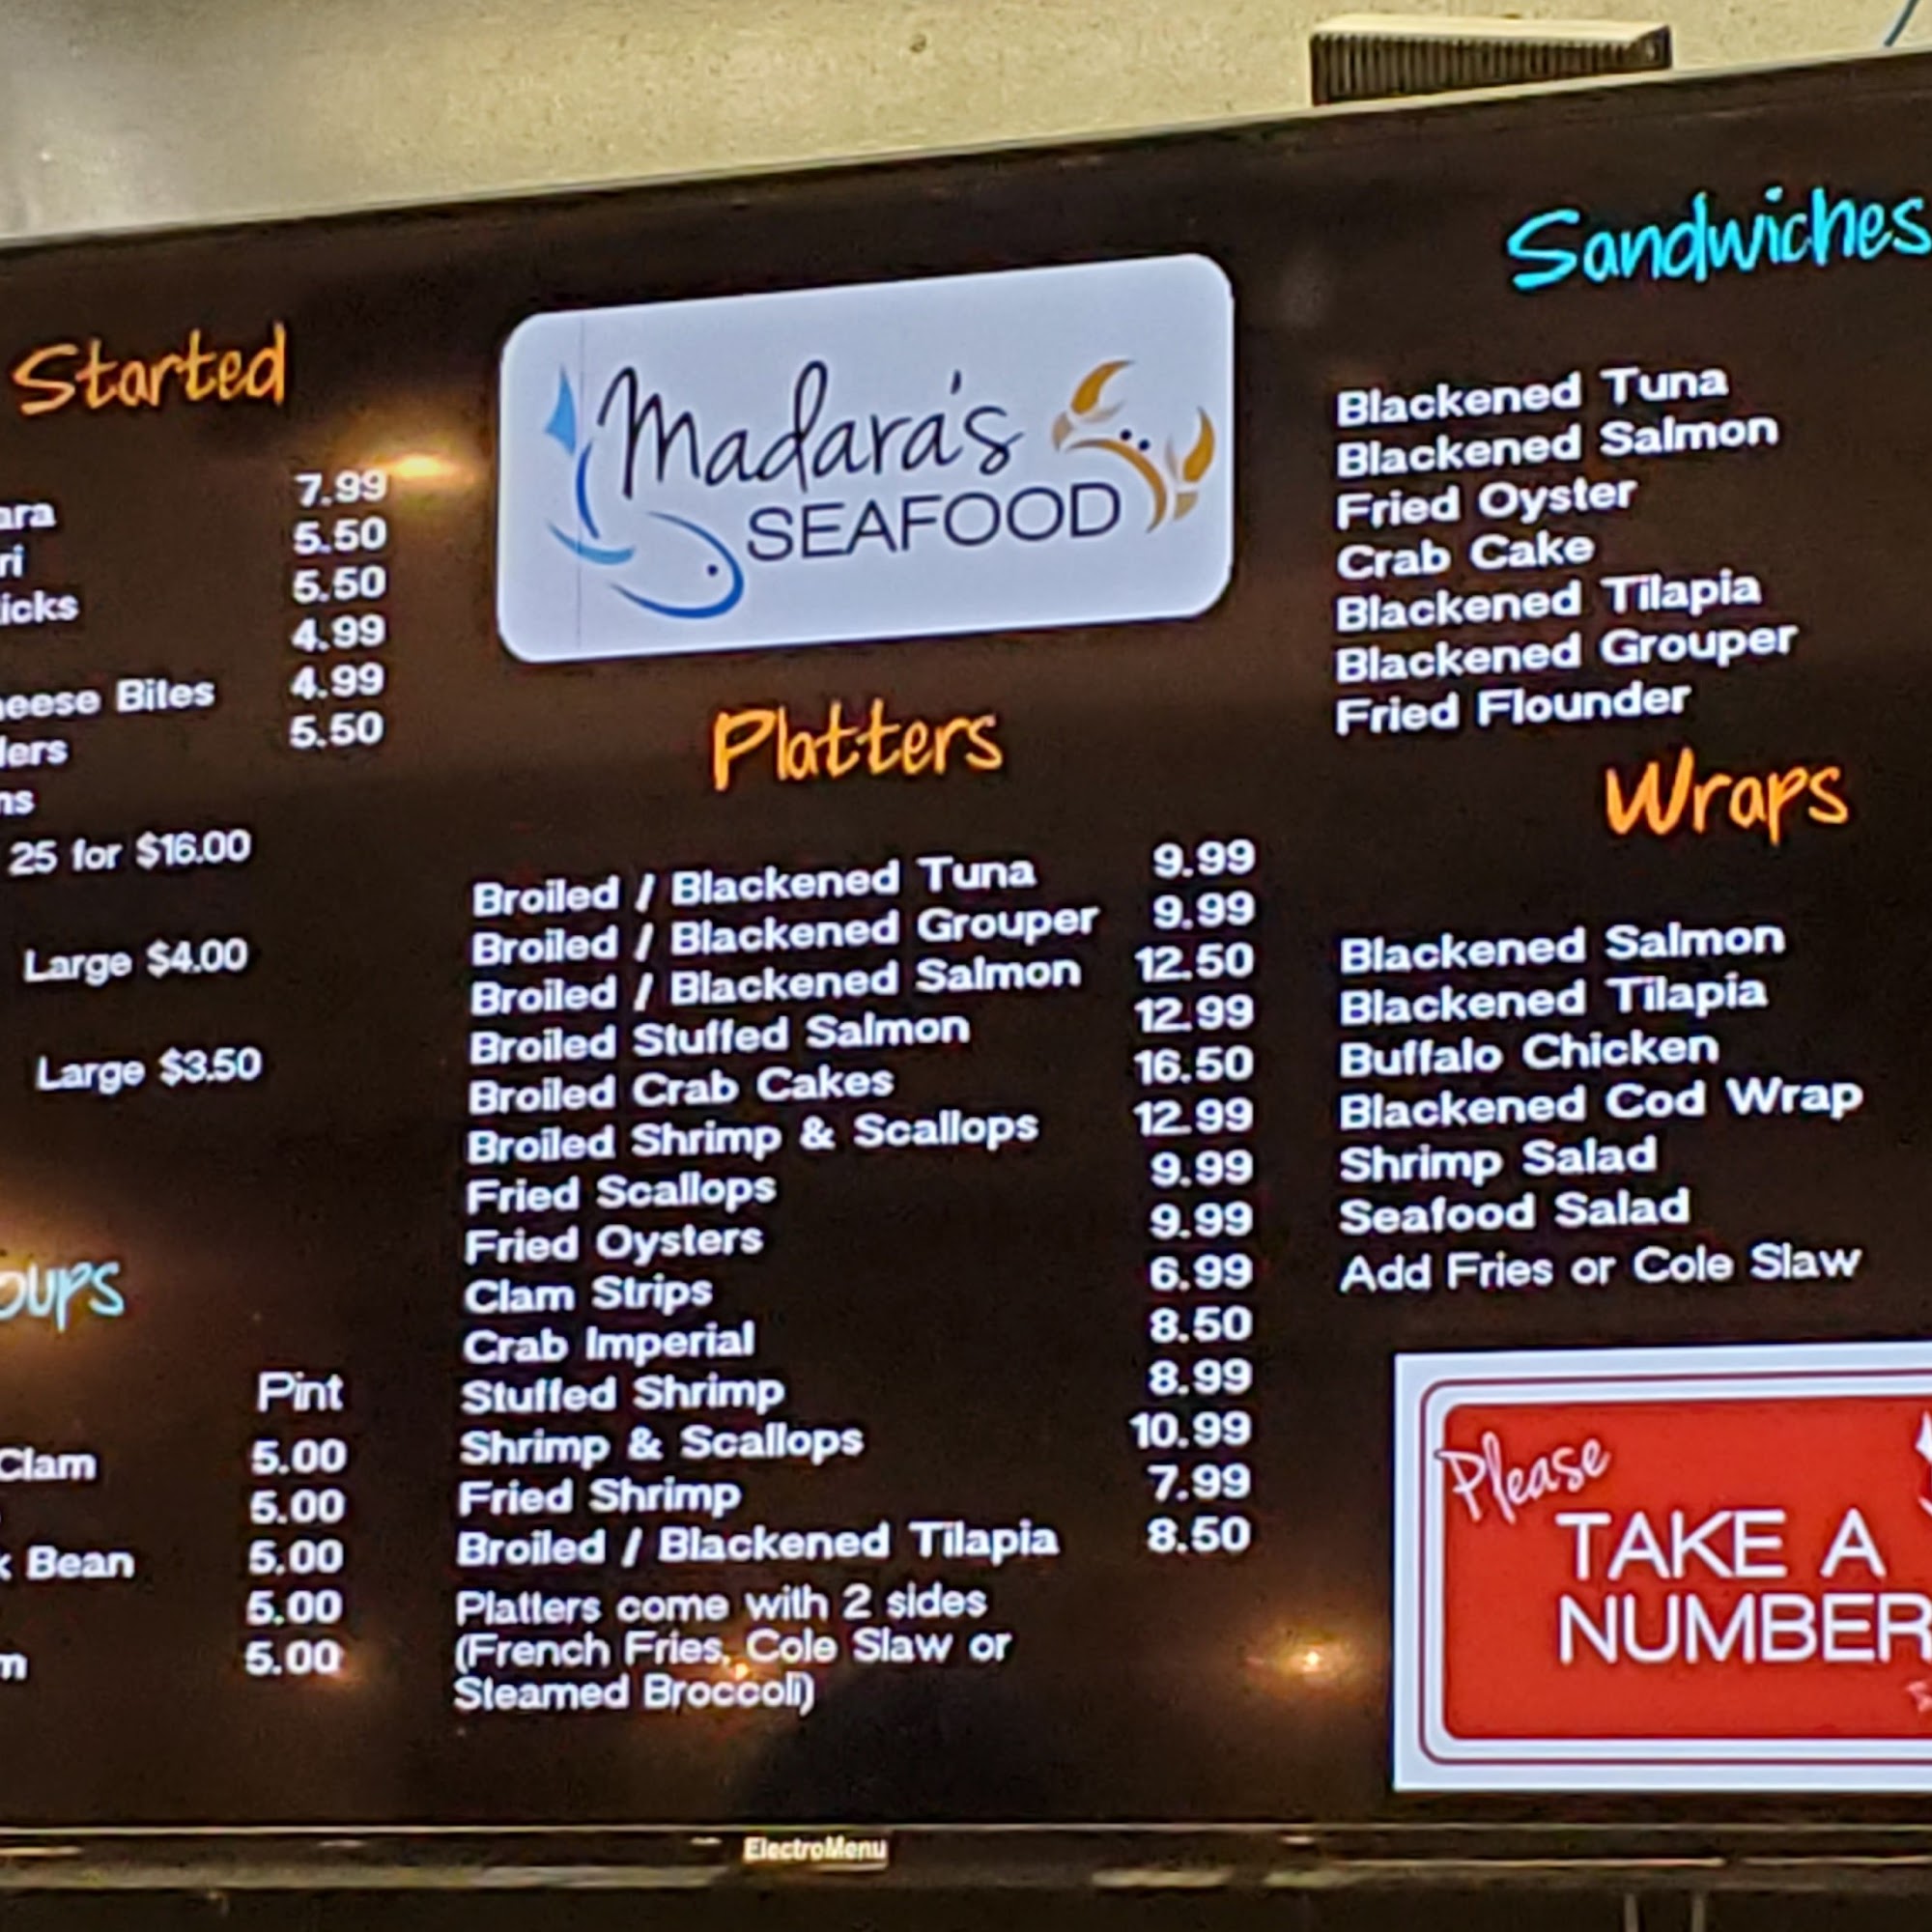 Started
7.99
5.50
5.50
4.99
Bites 4.99
5.50
25 for $16.00
Large $4.00
Large $3.50
Pint
Clam 5.00
5.00
Bean 5.00
5.00
5.00
Madara's
SEAFOOD
Platters
Broiled / Blackened Tuna 9.99
Broiled / Blackened Grouper 9.99
Broiled / Blackened Salmon 12.50
Broiled Stuffed Salmon 12.99
Broiled Crab Cakes 16.50
Broiled Shrimp & Scallops 12.99
Fried Scallops 9.99
Fried Oysters 9.99
Clam Strips 6.99
Crab Imperial 8.50
Stuffed Shrimp 8.99
Shrimp & Scallops 10.99
Fried Shrimp 7.99
Broiled / Blackened Tilapia 8.50
Platters come with 2 sides
(French Fries, Cole Slaw or
Steamed Broccoli)
Sandwiches
Blackened Tuna
Blackened Salmon
Fried Oyster
Crab Cake
Blackened Tilapia
Blackened Grouper
Fried Flounder
Wraps
Blackened Salmon
Blackened Tilapia
Buffalo Chicken
Blackened Cod Wrap
Shrimp Salad
Seafood Salad
Add Fries or Cole Slaw
Please
TAKE A
NUMBER
ElectroMenu